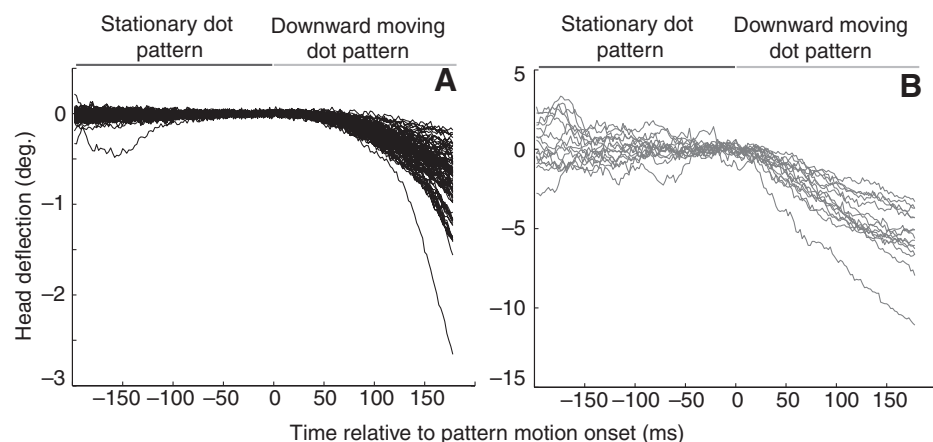 Stationary dot pattern
Downward moving dot pattern
A
Stationary dot pattern
Downward moving dot pattern
B
Head deflection (deg.)
0
–1
–2
–3
–150 –100 –50 0 50 100 150
5
0
–5
–10
–15
–150 –100 –50 0 50 100 150
Time relative to pattern motion onset (ms)